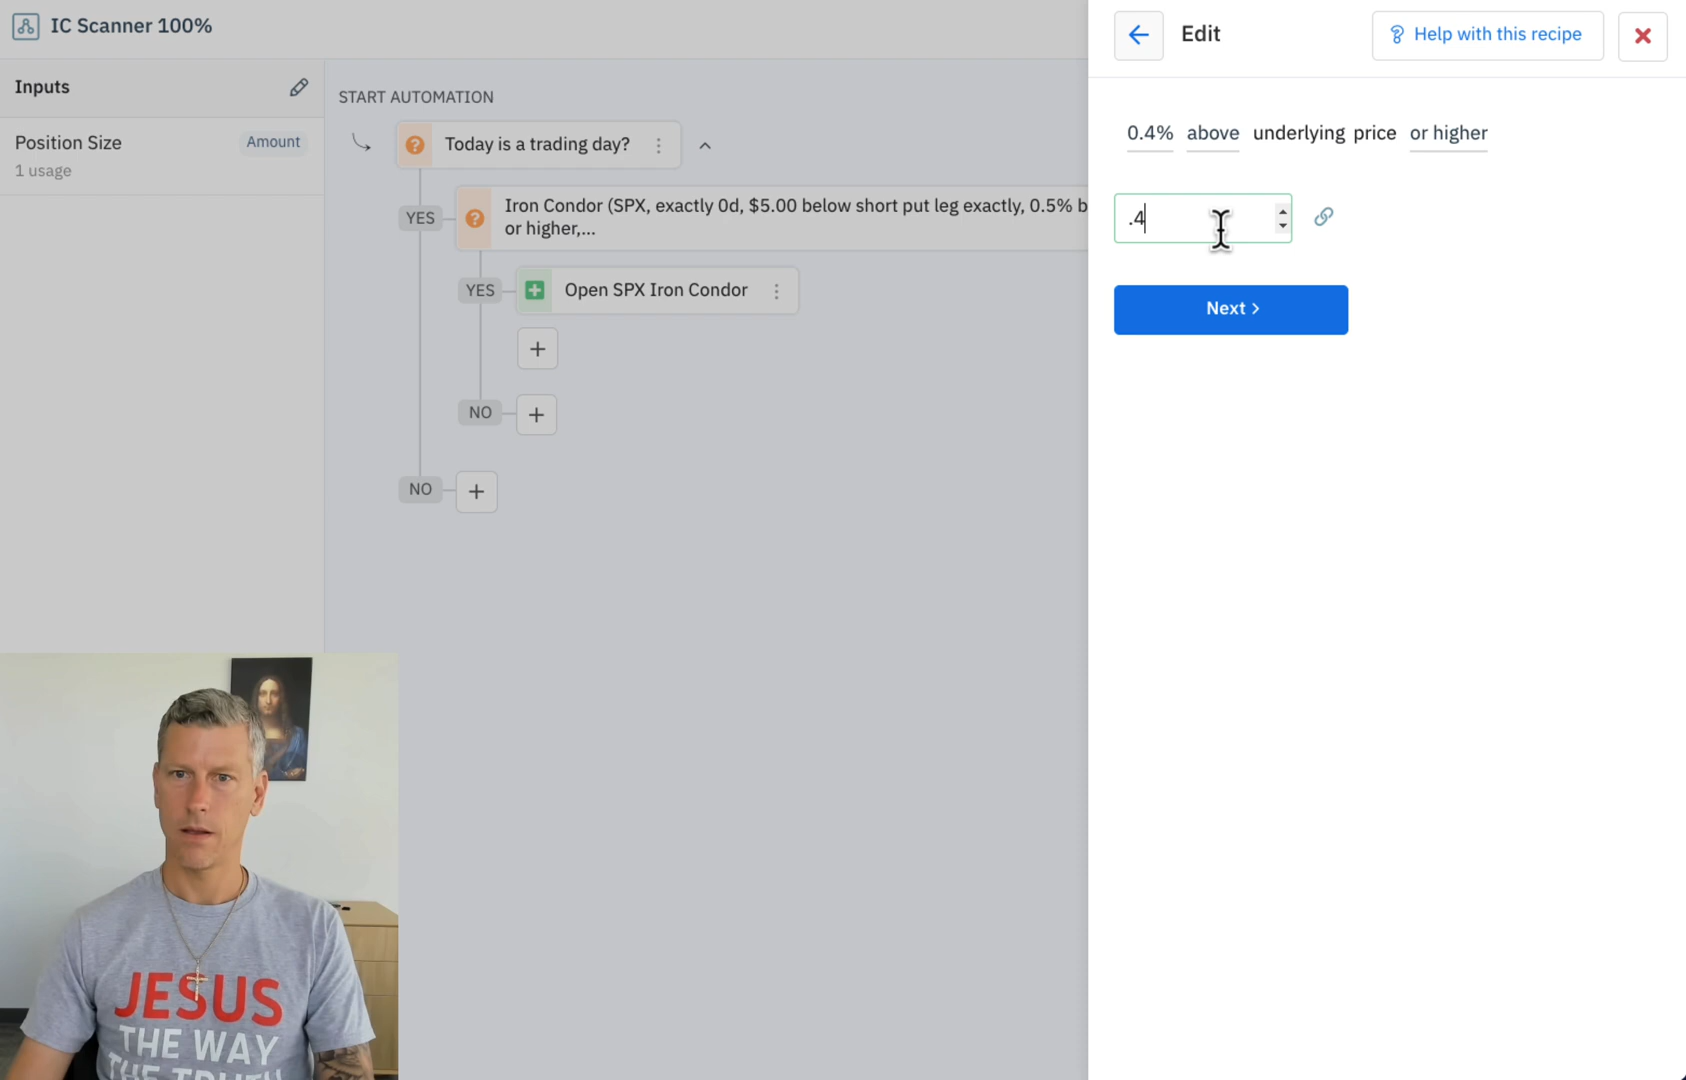 IC Scanner 100%
Inputs
Position Size
Amount
1 usage
START AUTOMATION
Today is a trading day?
YES
Iron Condor (SPX, exactly 0d, $5.00 below short put leg exactly, 0.5% b
or higher,...
YES
Open SPX Iron Condor
NO
NO
Edit
Help with this recipe
0.4% above underlying price or higher
.4
Next >
JESUS
THE WAY
THE TRUTH